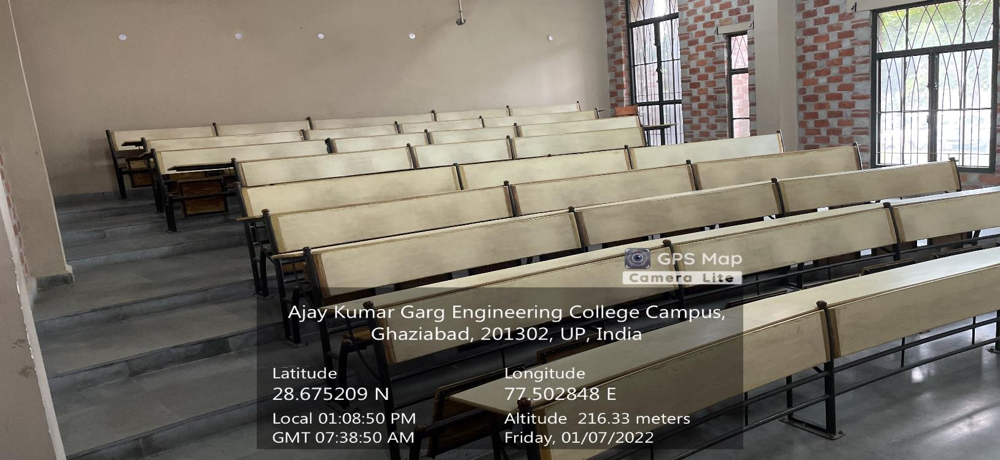 GPS Map
Camera Lite
Ajay Kumar Garg Engineering College Campus,
Ghaziabad, 201302, UP, India
Latitude
28.675209 N
Longitude
77.502848 E
Local 01:08:50 PM
GMT 07:38:50 AM
Altitude 216.33 meters
Friday, 01/07/2022